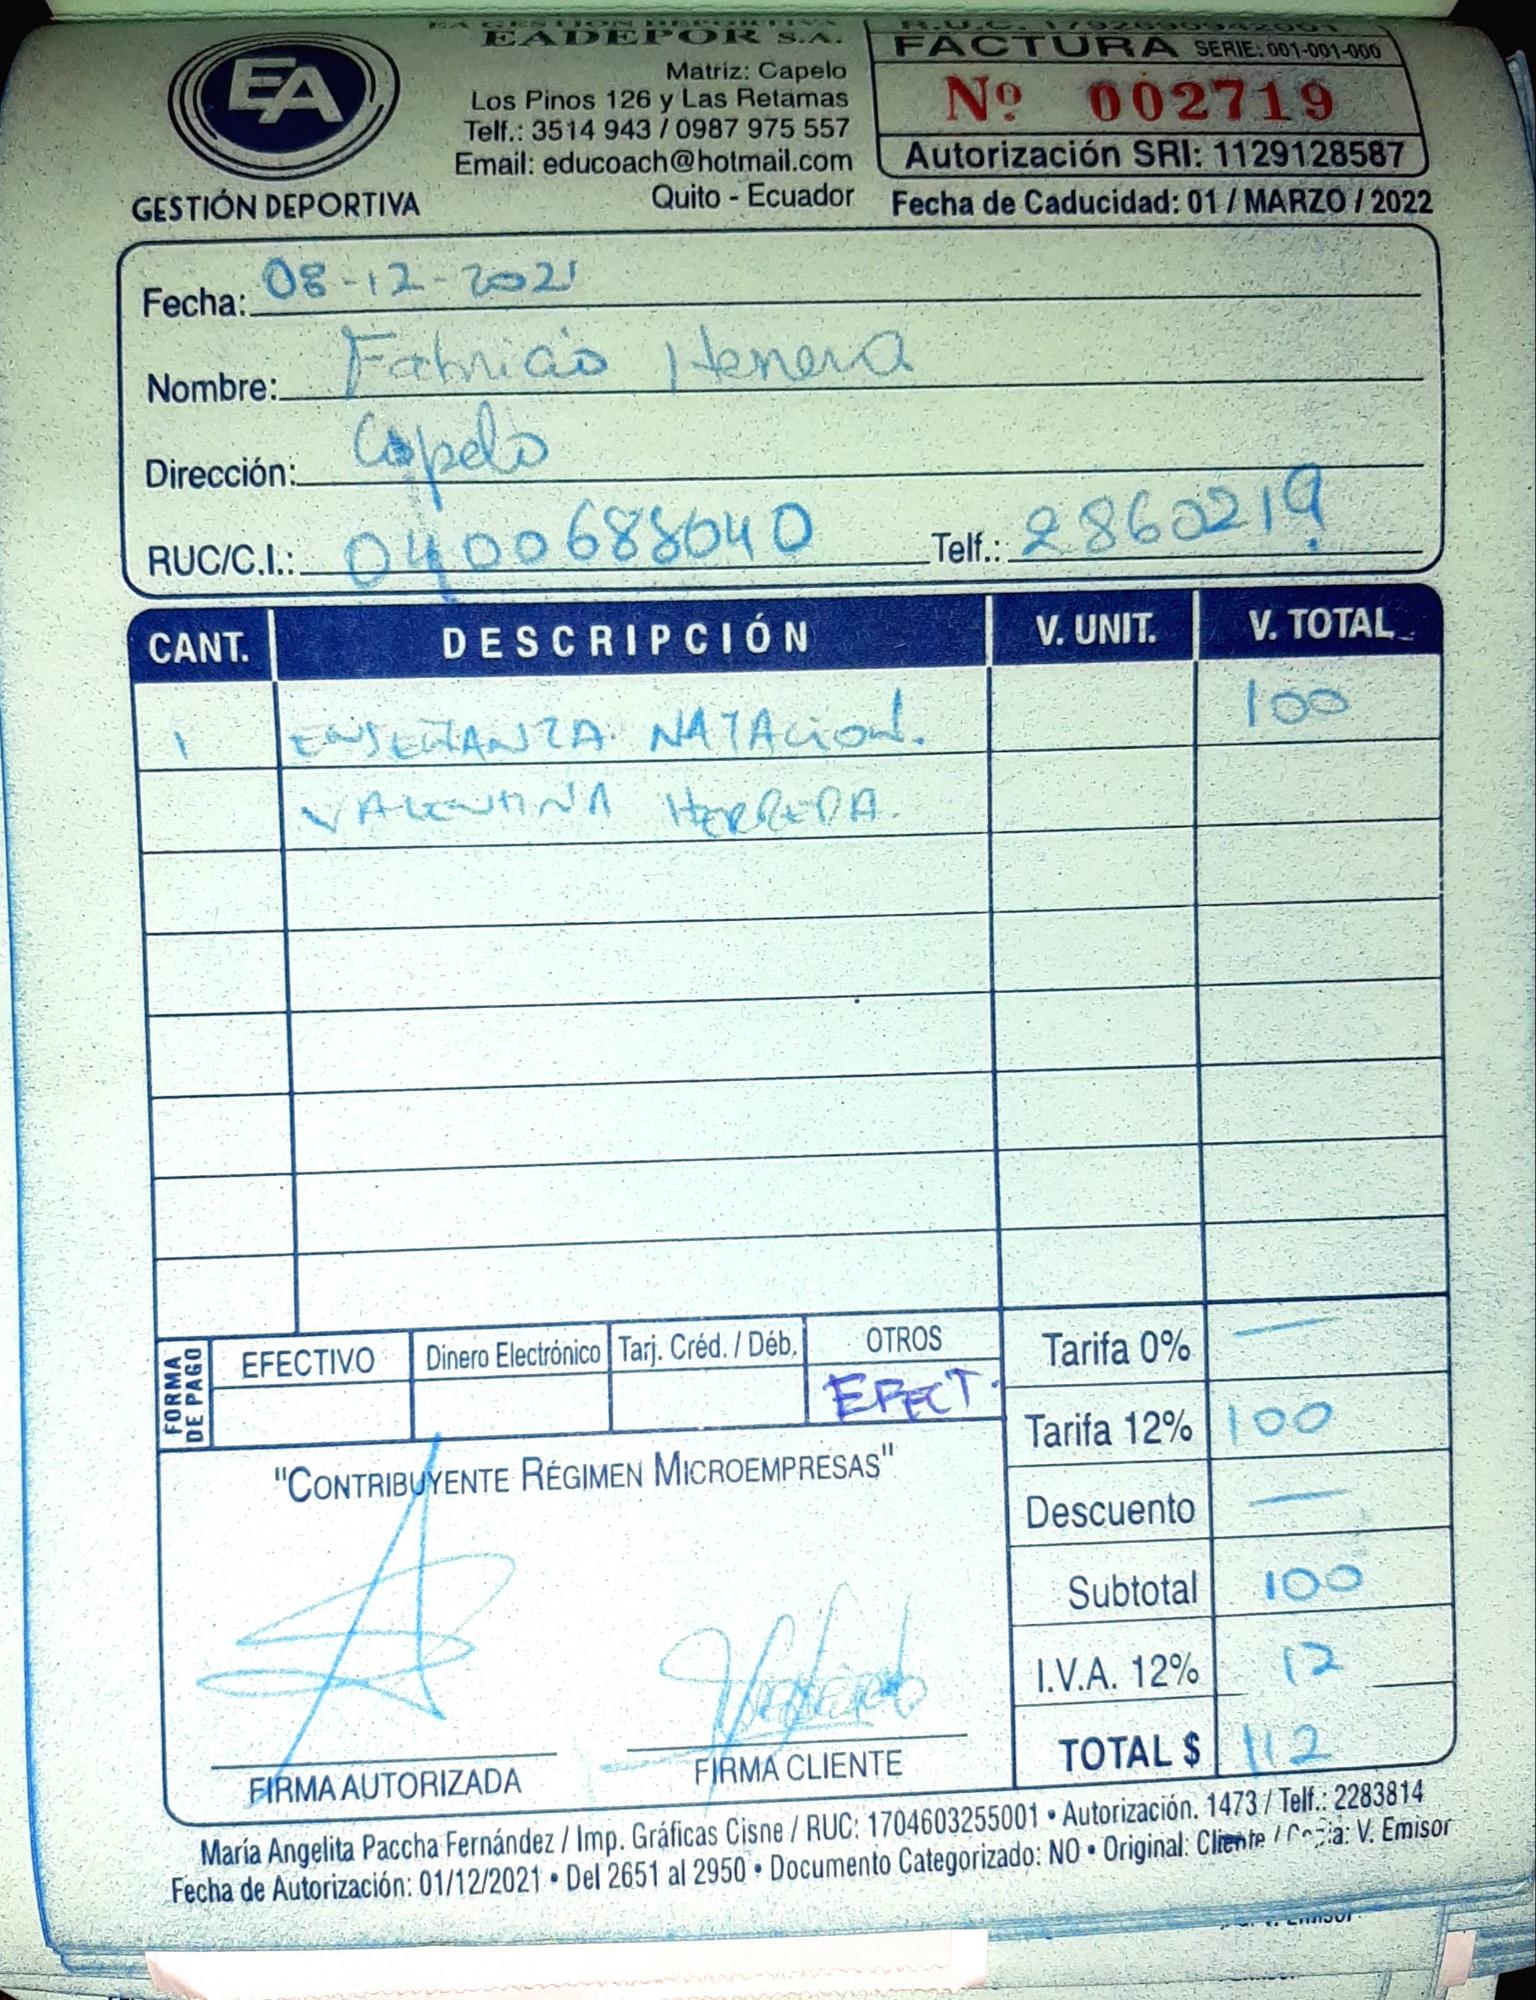 EA GESTIÓN DEPORTIVA
EADEPOR S.A.
Matriz: Capelo
Los Pinos 126 y Las Retamas
Telf.: 3514 943 / 0987 975 557
Email: educoach@hotmail.com
Quito - Ecuador
EA
GESTIÓN DEPORTIVA
R.U.C.
FACTURA SERIE: 001-001-000
Nº 002719
Autorización SRI: 1129128587
Fecha de Caducidad: 01 / MARZO / 2022
Fecha: 08-12-2021
Nombre: Fabricio Herrera
Dirección: Capelo
RUC/C.I.: 0400688040 Telf.: 2860219
CANT. DESCRIPCIÓN V. UNIT. V. TOTAL
1 ENSEÑANZA NATACION. 100
VALENTINA HERRERA.
FORMA DE PAGO EFECTIVO Dinero Electrónico Tarj. Créd. / Déb. OTROS
EFECT.
Tarifa 0% —
Tarifa 12% 100
Descuento —
Subtotal 100
I.V.A. 12% 12
TOTAL $ 112
"CONTRIBUYENTE RÉGIMEN MICROEMPRESAS"
FIRMA AUTORIZADA FIRMA CLIENTE
María Angelita Paccha Fernández / Imp. Gráficas Cisne / RUC: 1704603255001 • Autorización. 1473 / Telf.: 2283814
Fecha de Autorización: 01/12/2021 • Del 2651 al 2950 • Documento Categorizado: NO • Original: Cliente / Copia: V. Emisor